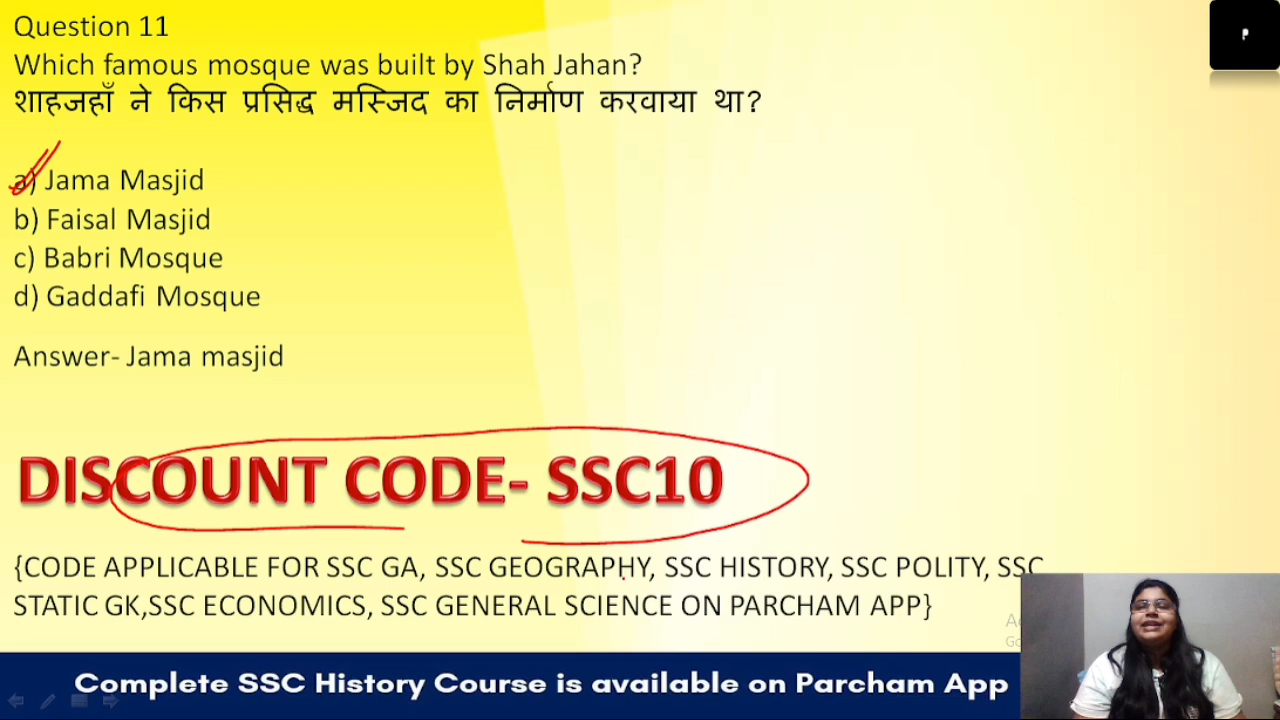 Question 11
Which famous mosque was built by Shah Jahan?
शाहजहाँ ने किस प्रसिद्ध मस्जिद का निर्माण करवाया था?
a) Jama Masjid
b) Faisal Masjid
c) Babri Mosque
d) Gaddafi Mosque
Answer- Jama masjid
DISCOUNT CODE- SSC10
{CODE APPLICABLE FOR SSC GA, SSC GEOGRAPHY, SSC HISTORY, SSC POLITY, SSC
STATIC GK,SSC ECONOMICS, SSC GENERAL SCIENCE ON PARCHAM APP}
Complete SSC History Course is available on Parcham App